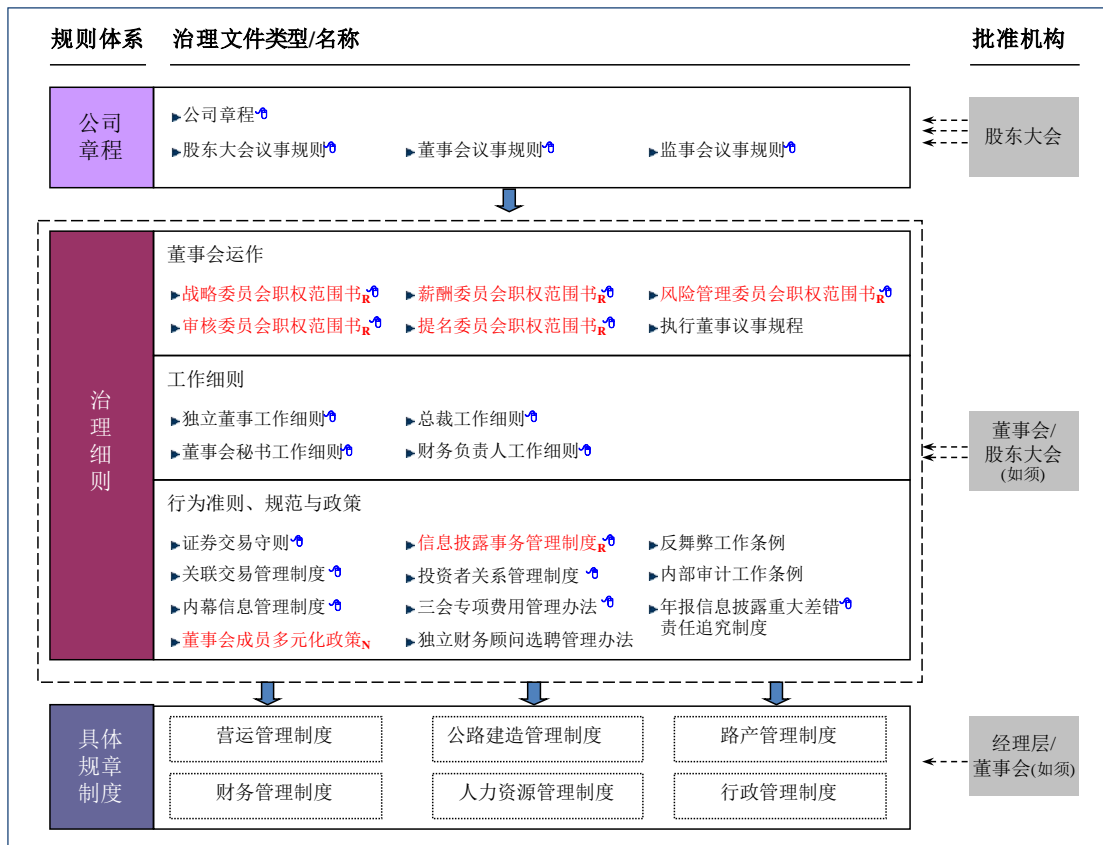 规则体系 治理文件类型/名称 批准机构
公司
章程
►公司章程
►股东大会议事规则 ►董事会议事规则 ►监事会议事规则
股东大会
治
理
细
则
董事会运作
►战略委员会职权范围书R ►薪酬委员会职权范围书R ►风险管理委员会职权范围书R
►审核委员会职权范围书R ►提名委员会职权范围书R ►执行董事议事规程
工作细则
►独立董事工作细则 ►总裁工作细则
►董事会秘书工作细则 ►财务负责人工作细则
行为准则、规范与政策
►证券交易守则 ►信息披露事务管理制度R ►反舞弊工作条例
►关联交易管理制度 ►投资者关系管理制度 ►内部审计工作条例
►内幕信息管理制度 ►三会专项费用管理办法 ►年报信息披露重大差错
责任追究制度
►董事会成员多元化政策N ►独立财务顾问选聘管理办法
董事会/
股东大会
(如须)
具体
规章
制度
营运管理制度 公路建造管理制度 路产管理制度
财务管理制度 人力资源管理制度 行政管理制度
经理层/
董事会(如须)